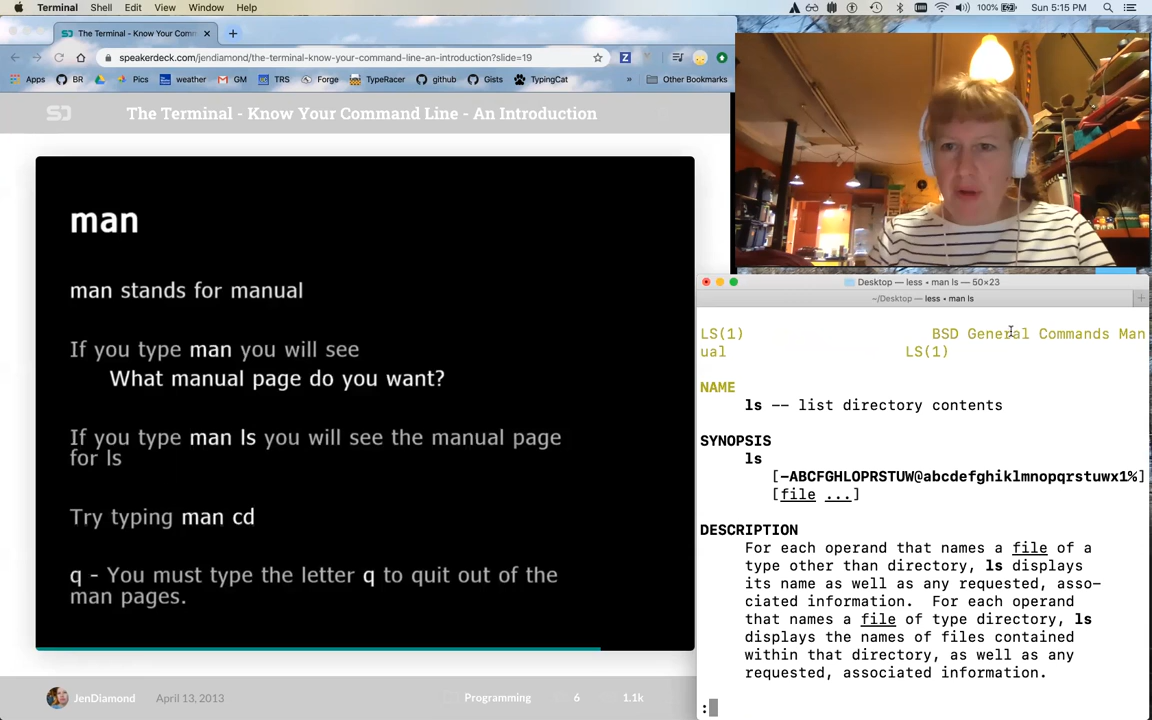 Terminal Shell Edit View Window Help 100% Sun 5:15 PM
The Terminal - Know Your Comm
speakerdeck.com/jendiamond/the-terminal-know-your-command-line-an-introduction?slide=19
Apps BR Pics weather GM TRS Forge TypeRacer github Gists TypingCat » Other Bookmarks
The Terminal - Know Your Command Line - An Introduction
man
man stands for manual
If you type man you will see
What manual page do you want?
If you type man ls you will see the manual page
for ls
Try typing man cd
q - You must type the letter q to quit out of the
man pages.
JenDiamond April 13, 2013 Programming 6 1.1k
Desktop — less • man ls — 50×23
~/Desktop — less • man ls
LS(1) BSD General Commands Man
ual LS(1)
NAME
ls -- list directory contents
SYNOPSIS
ls
[-ABCFGHLOPRSTUW@abcdefghiklmnopqrstuwx1%]
[file ...]
DESCRIPTION
For each operand that names a file of a
type other than directory, ls displays
its name as well as any requested, asso-
ciated information. For each operand
that names a file of type directory, ls
displays the names of files contained
within that directory, as well as any
requested, associated information.
: